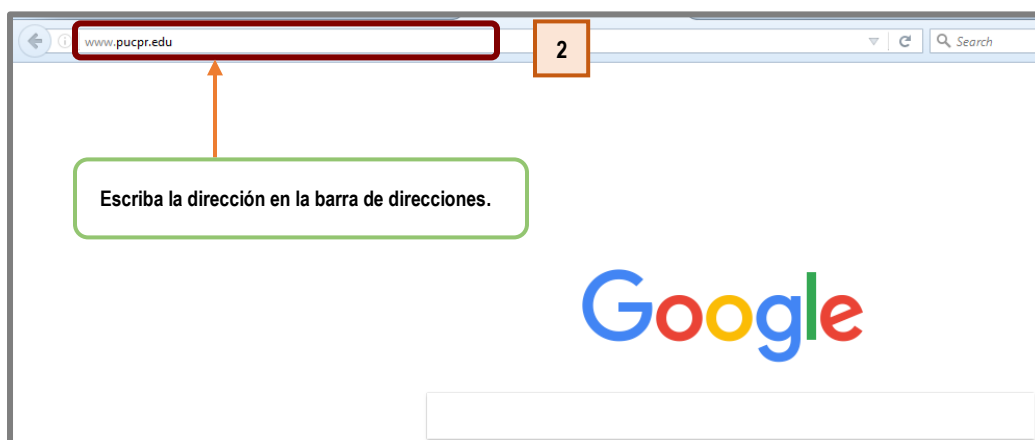 www.pucpr.edu
2
Search
Escriba la dirección en la barra de direcciones.
Google